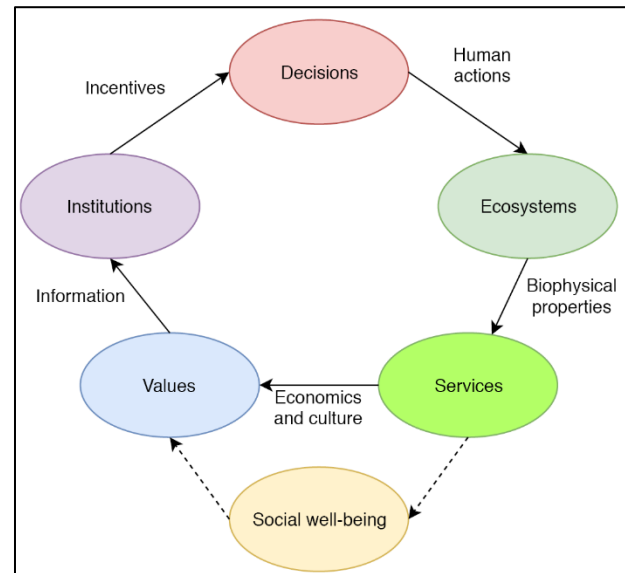 Decisions
Human
actions
Incentives
Institutions
Ecosystems
Biophysical
properties
Information
Values
Economics
and culture
Services
Social well-being